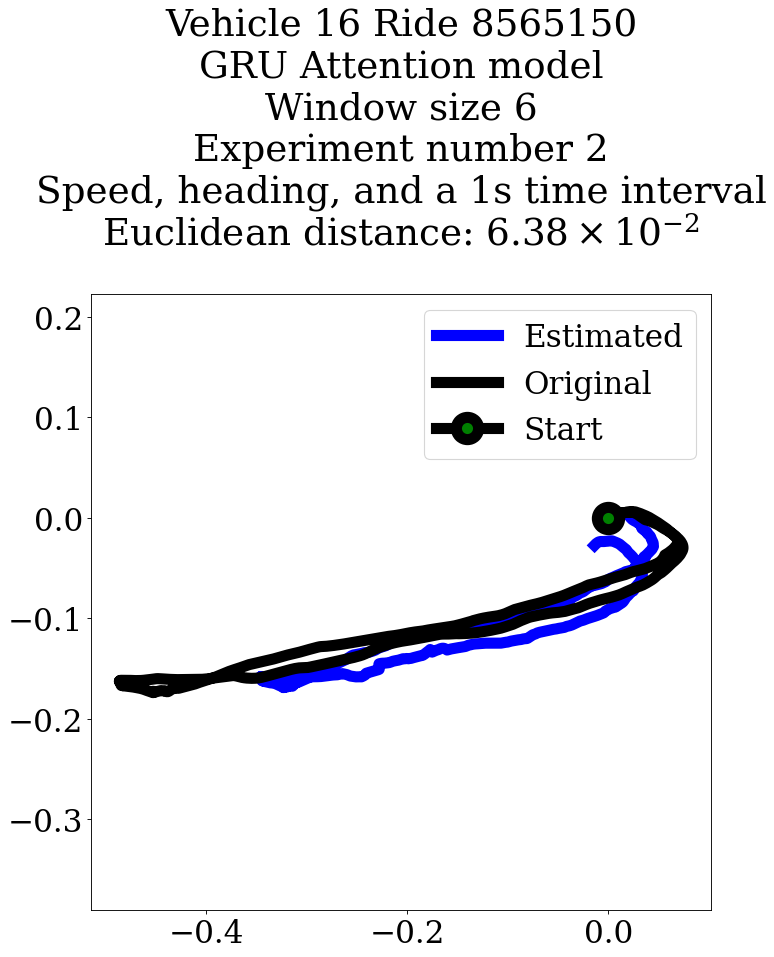 Vehicle 16 Ride 8565150
GRU Attention model
Window size 6
Experiment number 2
Speed, heading, and a 1s time interval
Euclidean distance: 6.38 × 10⁻²
Estimated
Original
Start
0.2
0.1
0.0
−0.1
−0.2
−0.3
−0.4 −0.2 0.0